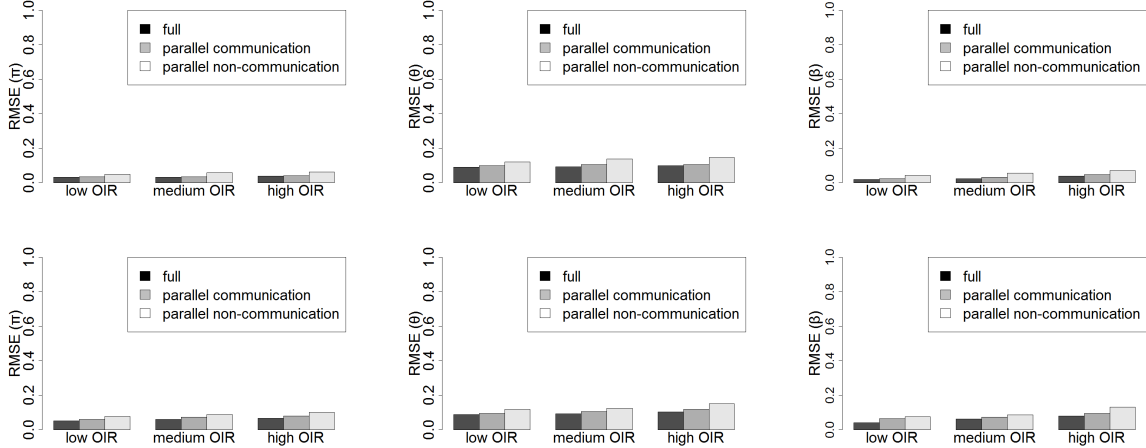 RMSE (π)
0.0 0.2 0.4 0.6 0.8 1.0
full
parallel communication
parallel non-communication
low OIR medium OIR high OIR
RMSE (θ)
0.0 0.2 0.4 0.6 0.8 1.0
full
parallel communication
parallel non-communication
low OIR medium OIR high OIR
RMSE (β)
0.0 0.2 0.4 0.6 0.8 1.0
full
parallel communication
parallel non-communication
low OIR medium OIR high OIR
RMSE (π)
0.0 0.2 0.4 0.6 0.8 1.0
full
parallel communication
parallel non-communication
low OIR medium OIR high OIR
RMSE (θ)
0.0 0.2 0.4 0.6 0.8 1.0
full
parallel communication
parallel non-communication
low OIR medium OIR high OIR
RMSE (β)
0.0 0.2 0.4 0.6 0.8 1.0
full
parallel communication
parallel non-communication
low OIR medium OIR high OIR